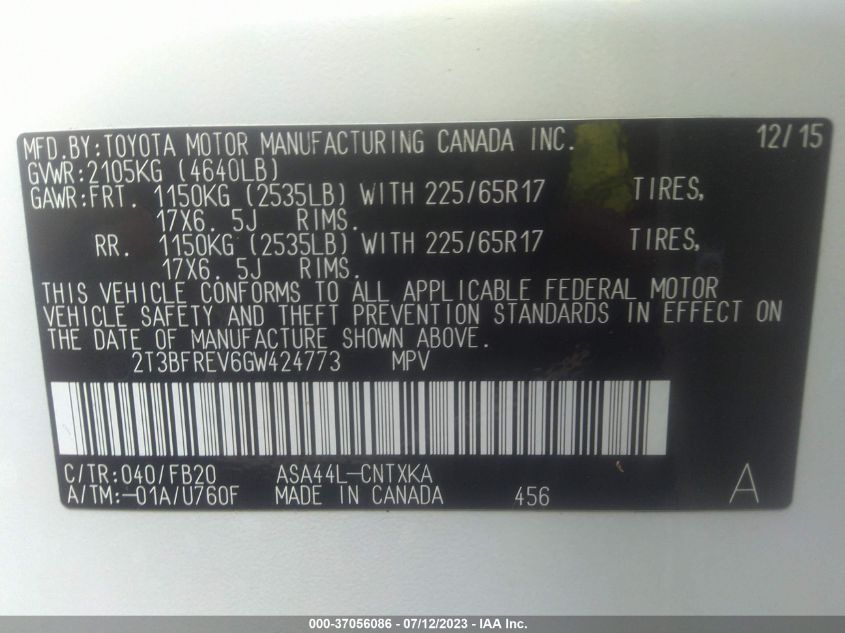 MFD.BY:TOYOTA MOTOR MANUFACTURING CANADA INC. 12/15
GVWR:2105KG (4640LB)
GAWR:FRT. 1150KG (2535LB) WITH 225/65R17 TIRES,
17X6. 5J RIMS.
RR. 1150KG (2535LB) WITH 225/65R17 TIRES,
17X6. 5J RIMS.
THIS VEHICLE CONFORMS TO ALL APPLICABLE FEDERAL MOTOR
VEHICLE SAFETY AND THEFT PREVENTION STANDARDS IN EFFECT ON
THE DATE OF MANUFACTURE SHOWN ABOVE.
2T3BFREV6GW424773 MPV
C/TR:040/FB20 ASA44L-CNTXKA
A/TM:-01A/U760F MADE IN CANADA 456 A
000-37056086 - 07/12/2023 - IAA Inc.